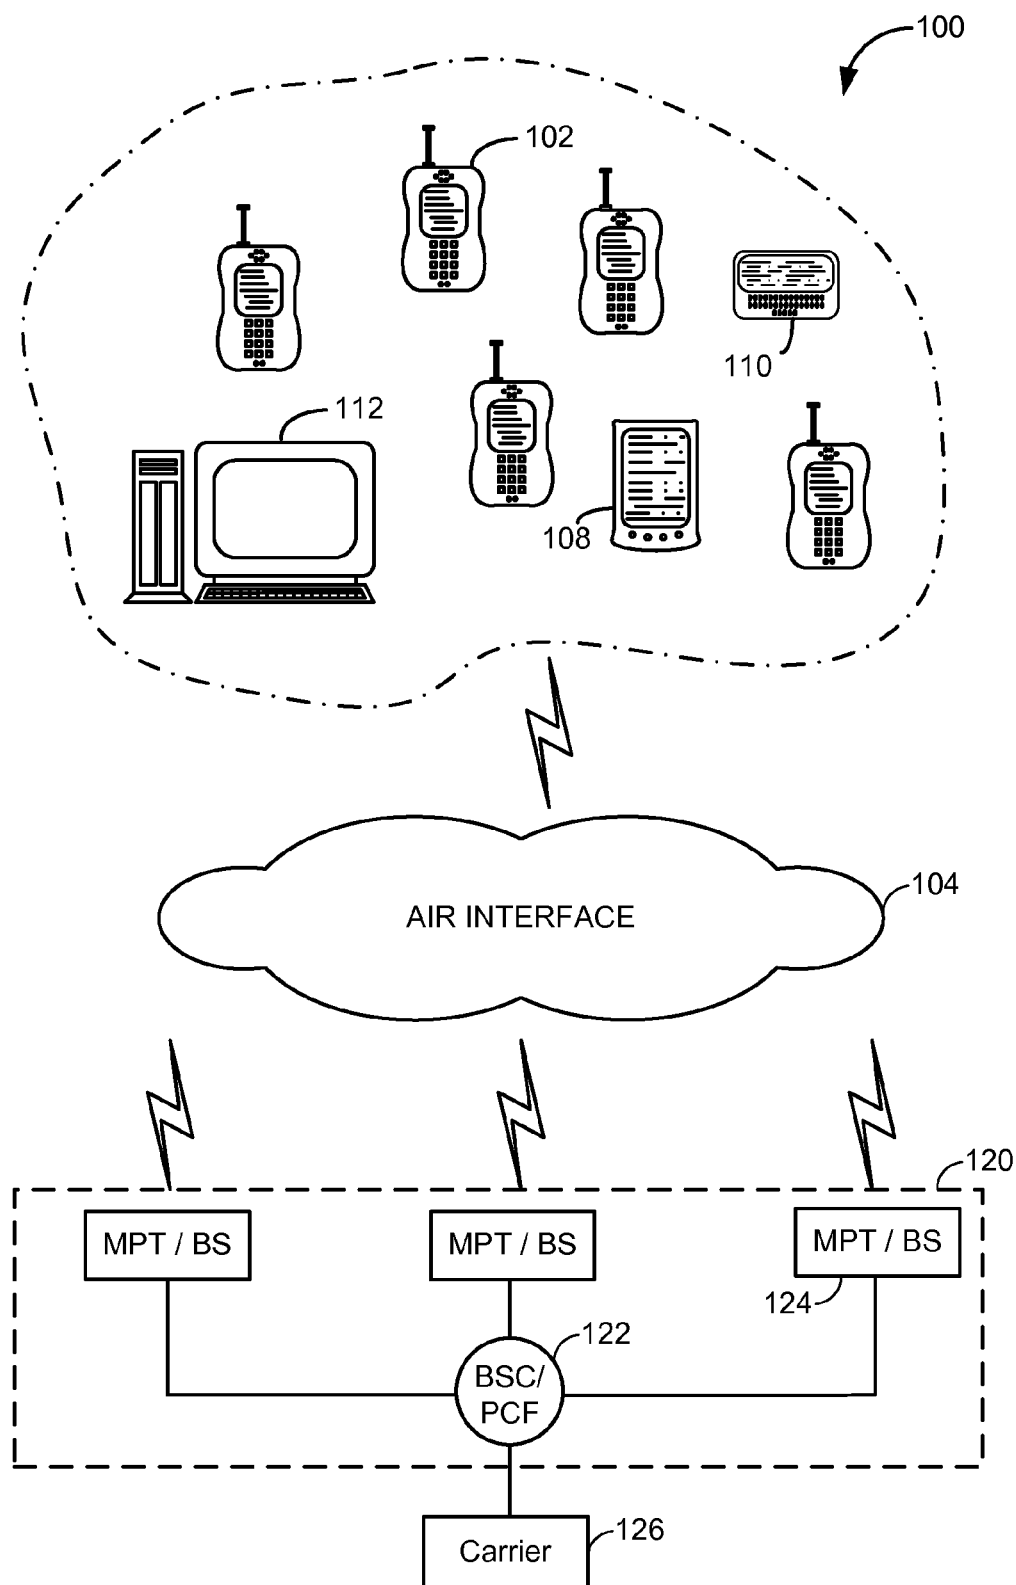 100
102
110
112
108
104
AIR INTERFACE
120
MPT / BS
MPT / BS
MPT / BS
124
122
BSC/
PCF
126
Carrier